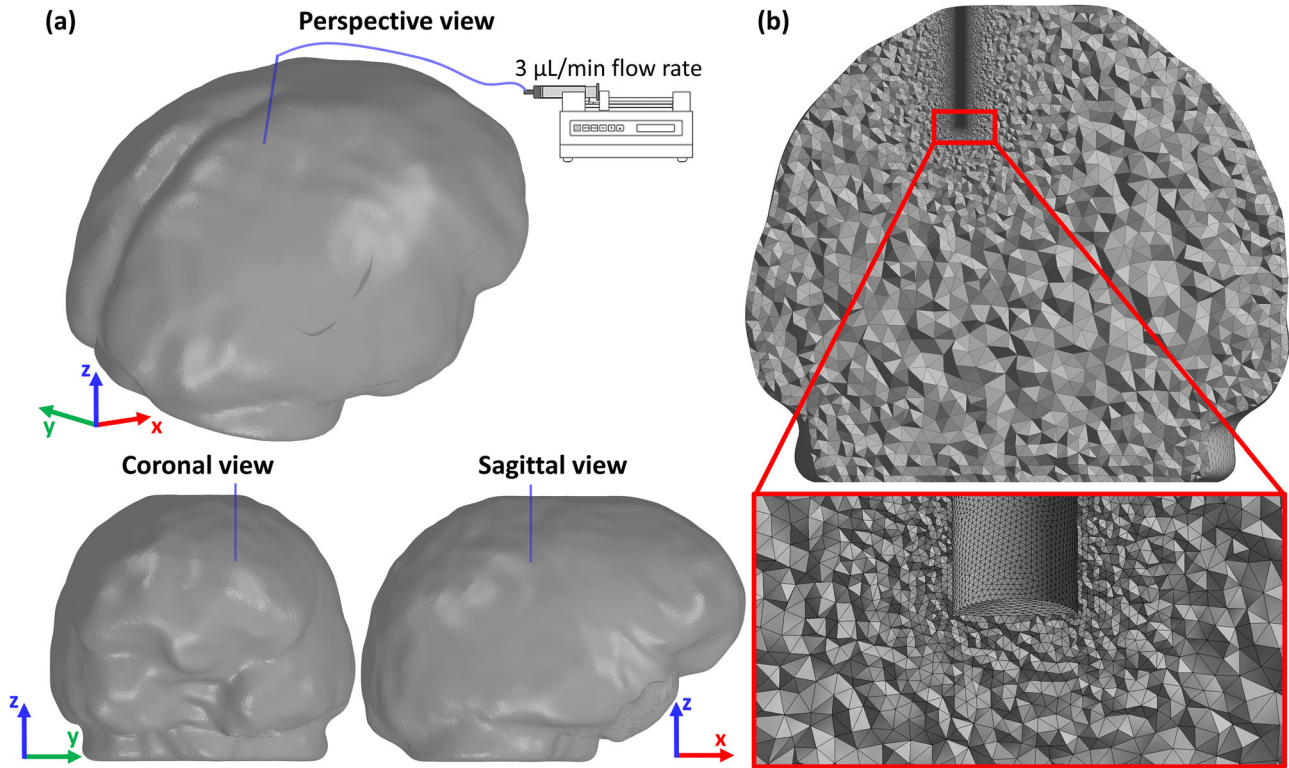 (a)
Perspective view
3 µL/min flow rate
z
y
x
Coronal view
z
y
Sagittal view
z
x
(b)